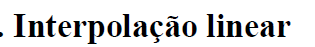 . Interpolação linear